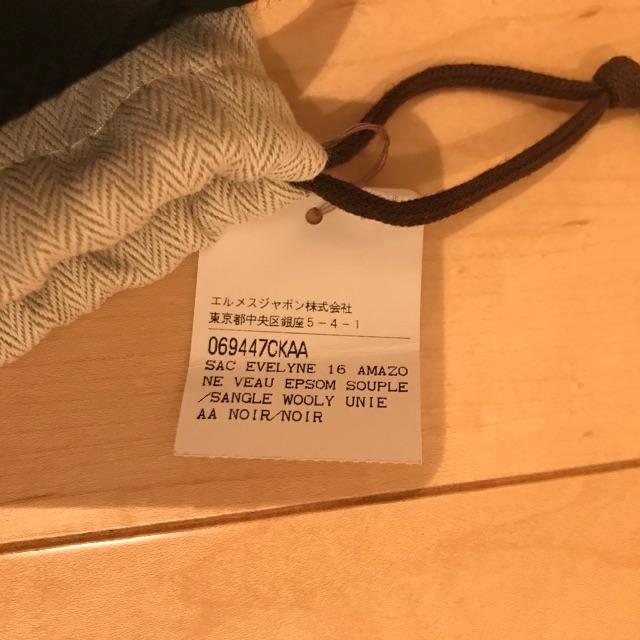 エルメスジャポン株式会社
東京都中央区銀座5-4-1
069447CKAA
SAC EVELYNE 16 AMAZO
NE VEAU EPSOM SOUPLE
/SANGLE WOOLY UNIE
AA NOIR/NOIR